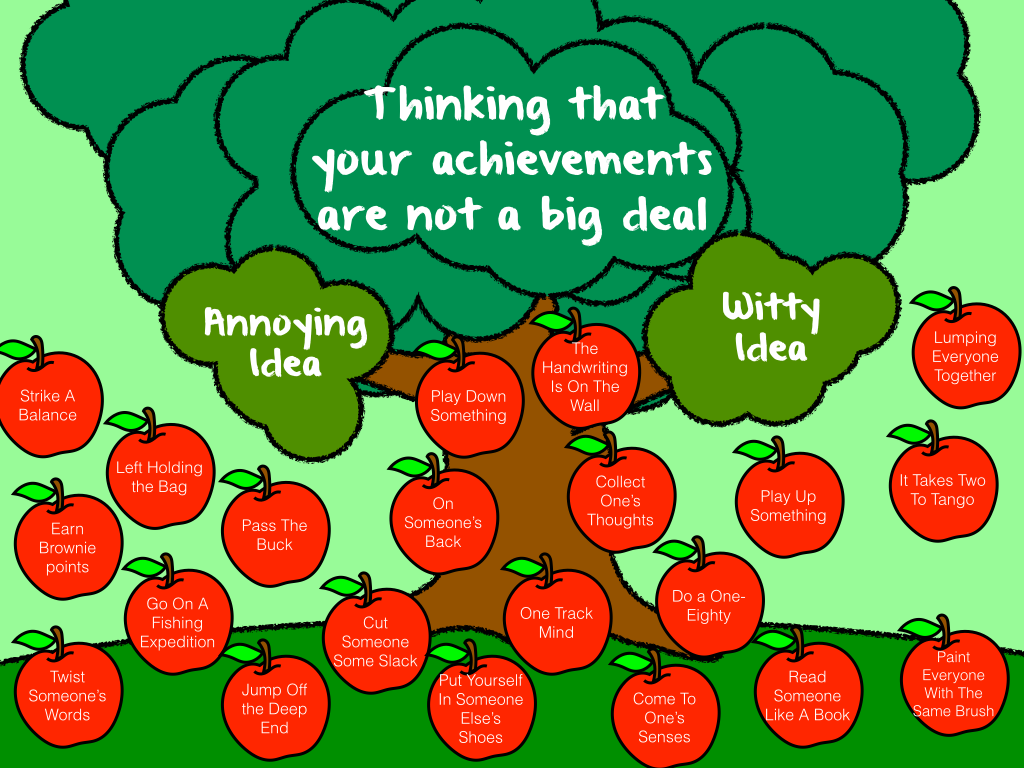 Thinking that
your achievements
are not a big deal
Annoying
Idea
Witty
Idea
The
Handwriting
Is On The
Wall
Lumping
Everyone
Together
Strike A
Balance
Play Down
Something
Left Holding
the Bag
Collect
One's
Thoughts
It Takes Two
To Tango
Earn
Brownie
points
Pass The
Buck
On
Someone's
Back
Play Up
Something
Go On A
Fishing
Expedition
Cut
Someone
Some Slack
One Track
Mind
Do a One-
Eighty
Twist
Someone's
Words
Jump Off
the Deep
End
Put Yourself
In Someone
Else's
Shoes
Come To
One's
Senses
Read
Someone
Like A Book
Paint
Everyone
With The
Same Brush